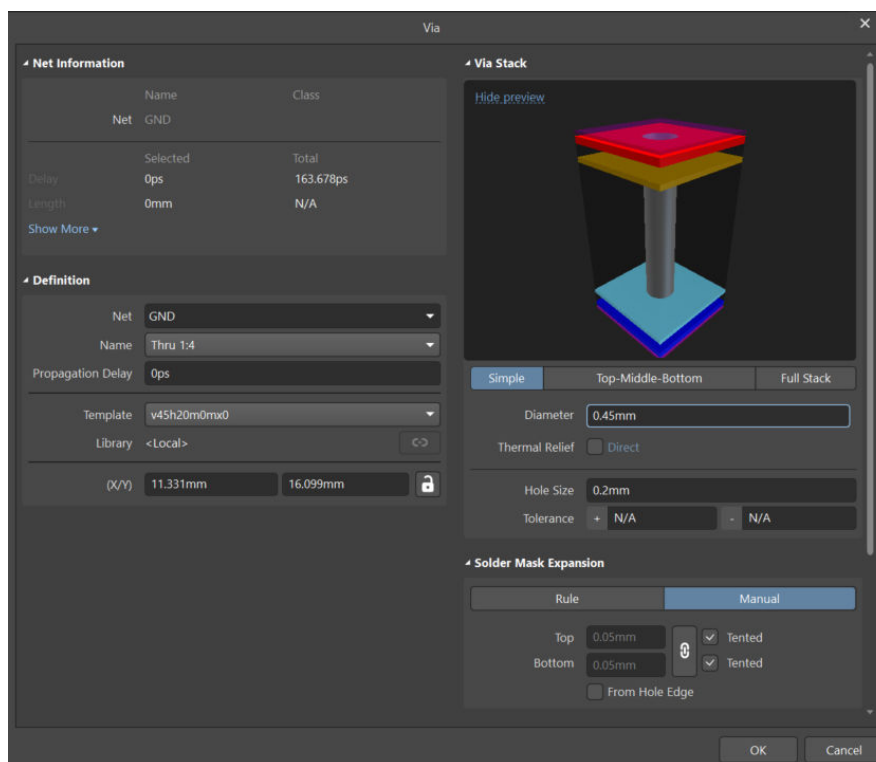 Via
Net Information
Name Class
Net GND
Selected Total
Delay 0ps 163.678ps
Length 0mm N/A
Show More
Definition
Net GND
Name Thru 1:4
Propagation Delay 0ps
Template v45h20m0mx0
Library <Local>
(X/Y) 11.331mm 16.099mm
Via Stack
Hide preview
Simple Top-Middle-Bottom Full Stack
Diameter 0.45mm
Thermal Relief Direct
Hole Size 0.2mm
Tolerance + N/A - N/A
Solder Mask Expansion
Rule Manual
Top 0.05mm Tented
Bottom 0.05mm Tented
From Hole Edge
OK Cancel